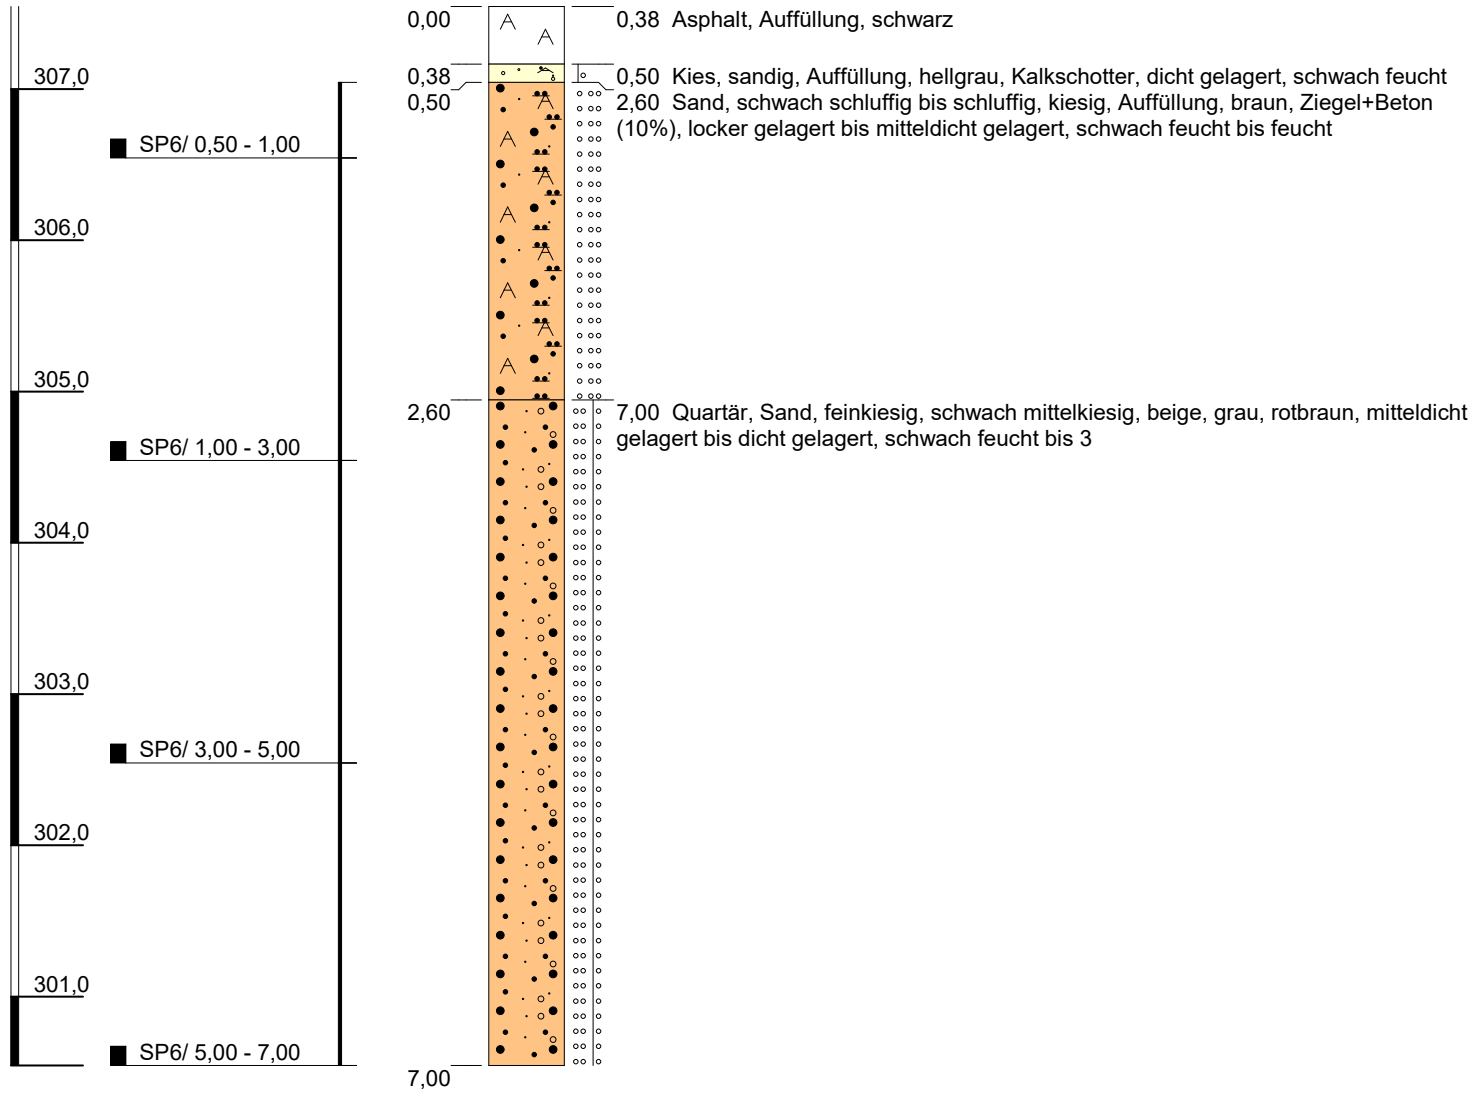 0,00
0,38 Asphalt, Auffüllung, schwarz
307,0
0,38
0,50 Kies, sandig, Auffüllung, hellgrau, Kalkschotter, dicht gelagert, schwach feucht
0,50
2,60 Sand, schwach schluffig bis schluffig, kiesig, Auffüllung, braun, Ziegel+Beton
(10%), locker gelagert bis mitteldicht gelagert, schwach feucht bis feucht
SP6/ 0,50 - 1,00
306,0
305,0
2,60
7,00 Quartär, Sand, feinkiesig, schwach mittelkiesig, beige, grau, rotbraun, mitteldicht
gelagert bis dicht gelagert, schwach feucht bis 3
SP6/ 1,00 - 3,00
304,0
303,0
SP6/ 3,00 - 5,00
302,0
301,0
SP6/ 5,00 - 7,00
7,00